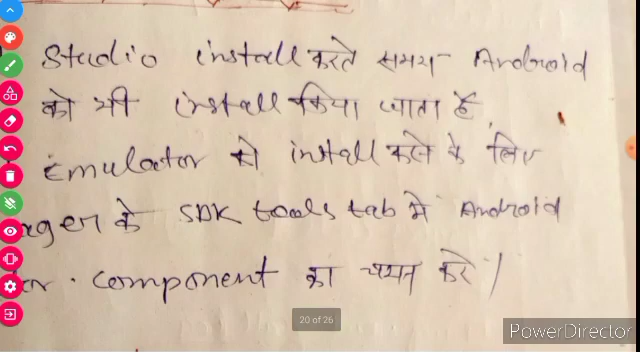 Studio install करते समय Android
को भी install किया जाता है,
Emulator को install करने के लिए
ager के SDK tools tab में Android
component का चयन करे।
20 of 26
PowerDirector